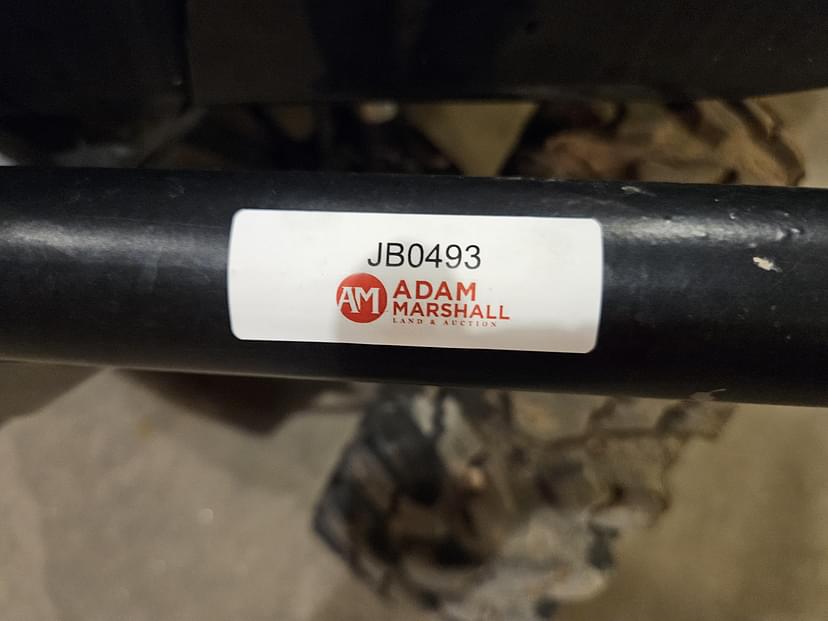 JB0493
AM
ADAM
MARSHALL
LAND & AUCTION